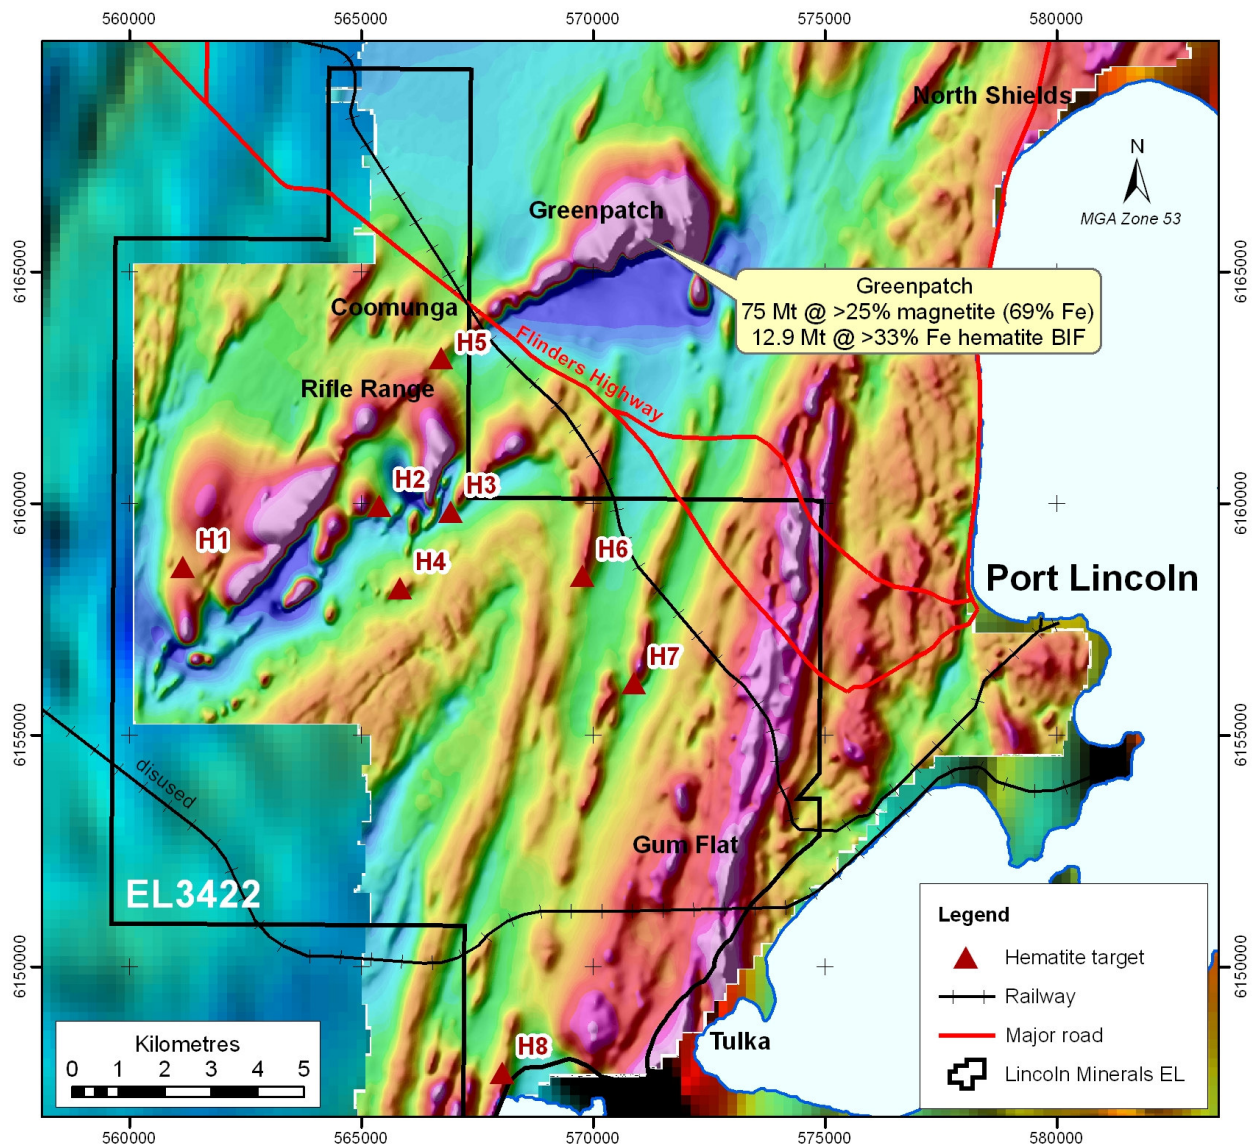 560000
565000
570000
575000
580000
North Shields
N
MGA Zone 53
Greenpatch
6165000
6165000
Greenpatch
75 Mt @ >25% magnetite (69% Fe)
12.9 Mt @ >33% Fe hematite BIF
Coomunga
H5
Flinders Highway
Rifle Range
H2
H3
6160000
6160000
H1
H4
H6
Port Lincoln
H7
6155000
6155000
disused
Gum Flat
EL3422
Legend
Hematite target
Railway
Major road
Lincoln Minerals EL
6150000
6150000
Tulka
H8
Kilometres
0 1 2 3 4 5
560000
565000
570000
575000
580000